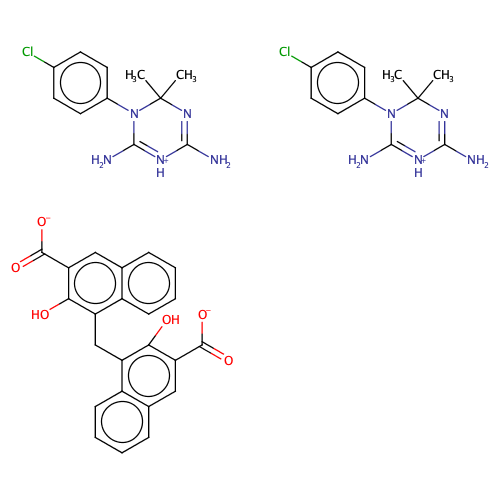 Cl Cl
H₃C CH₃ H₃C CH₃
N N N N
H₂N N NH₂ H₂N N⁺ NH₂
H H
O⁻
O
HO OH O⁻
O